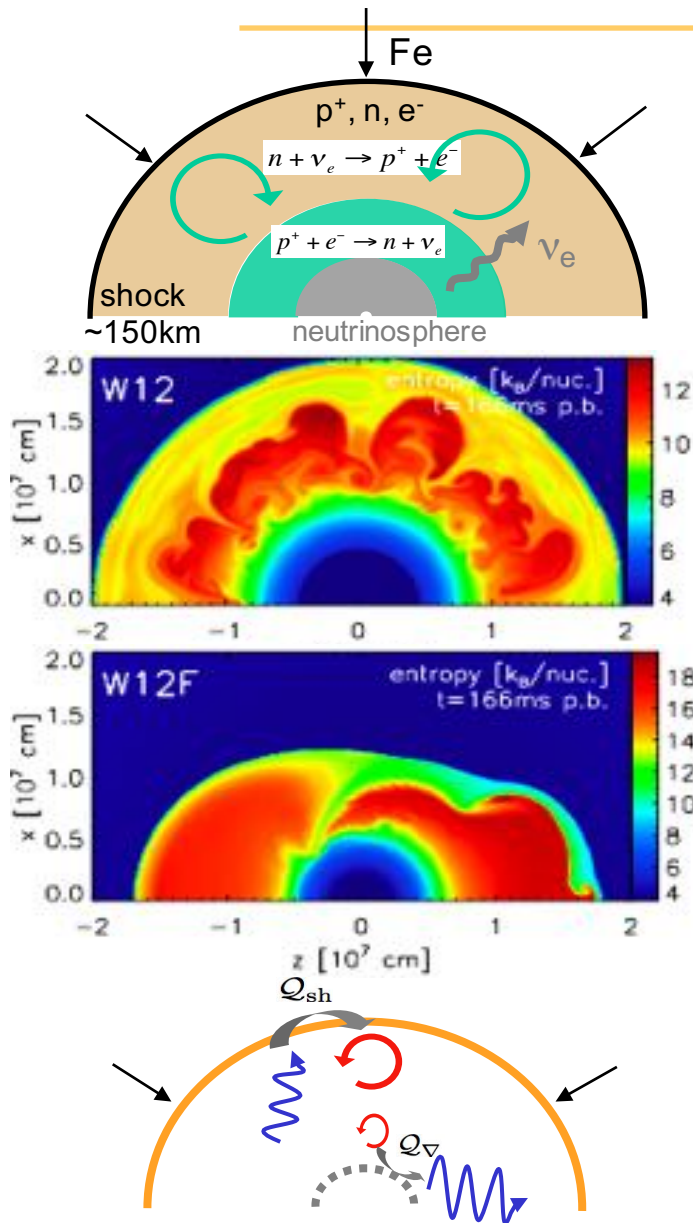 Fe
p⁺, n, e⁻
n + νₑ → p⁺ + e⁻
p⁺ + e⁻ → n + νₑ
νₑ
shock
~150km
neutrinosphere
2.0
W12
entropy [k_B/nuc.]
t=166ms p.b.
12
1.5
10
x [10⁷ cm]
1.0
8
0.5
6
0.0
4
−2 −1 0 1 2
2.0
W12F
entropy [k_B/nuc.]
t=166ms p.b.
18
1.5
16
14
x [10⁷ cm]
1.0
12
10
0.5
8
6
0.0
4
−2 −1 0 1 2
z [10⁷ cm]
𝒬_sh
𝒬_∇